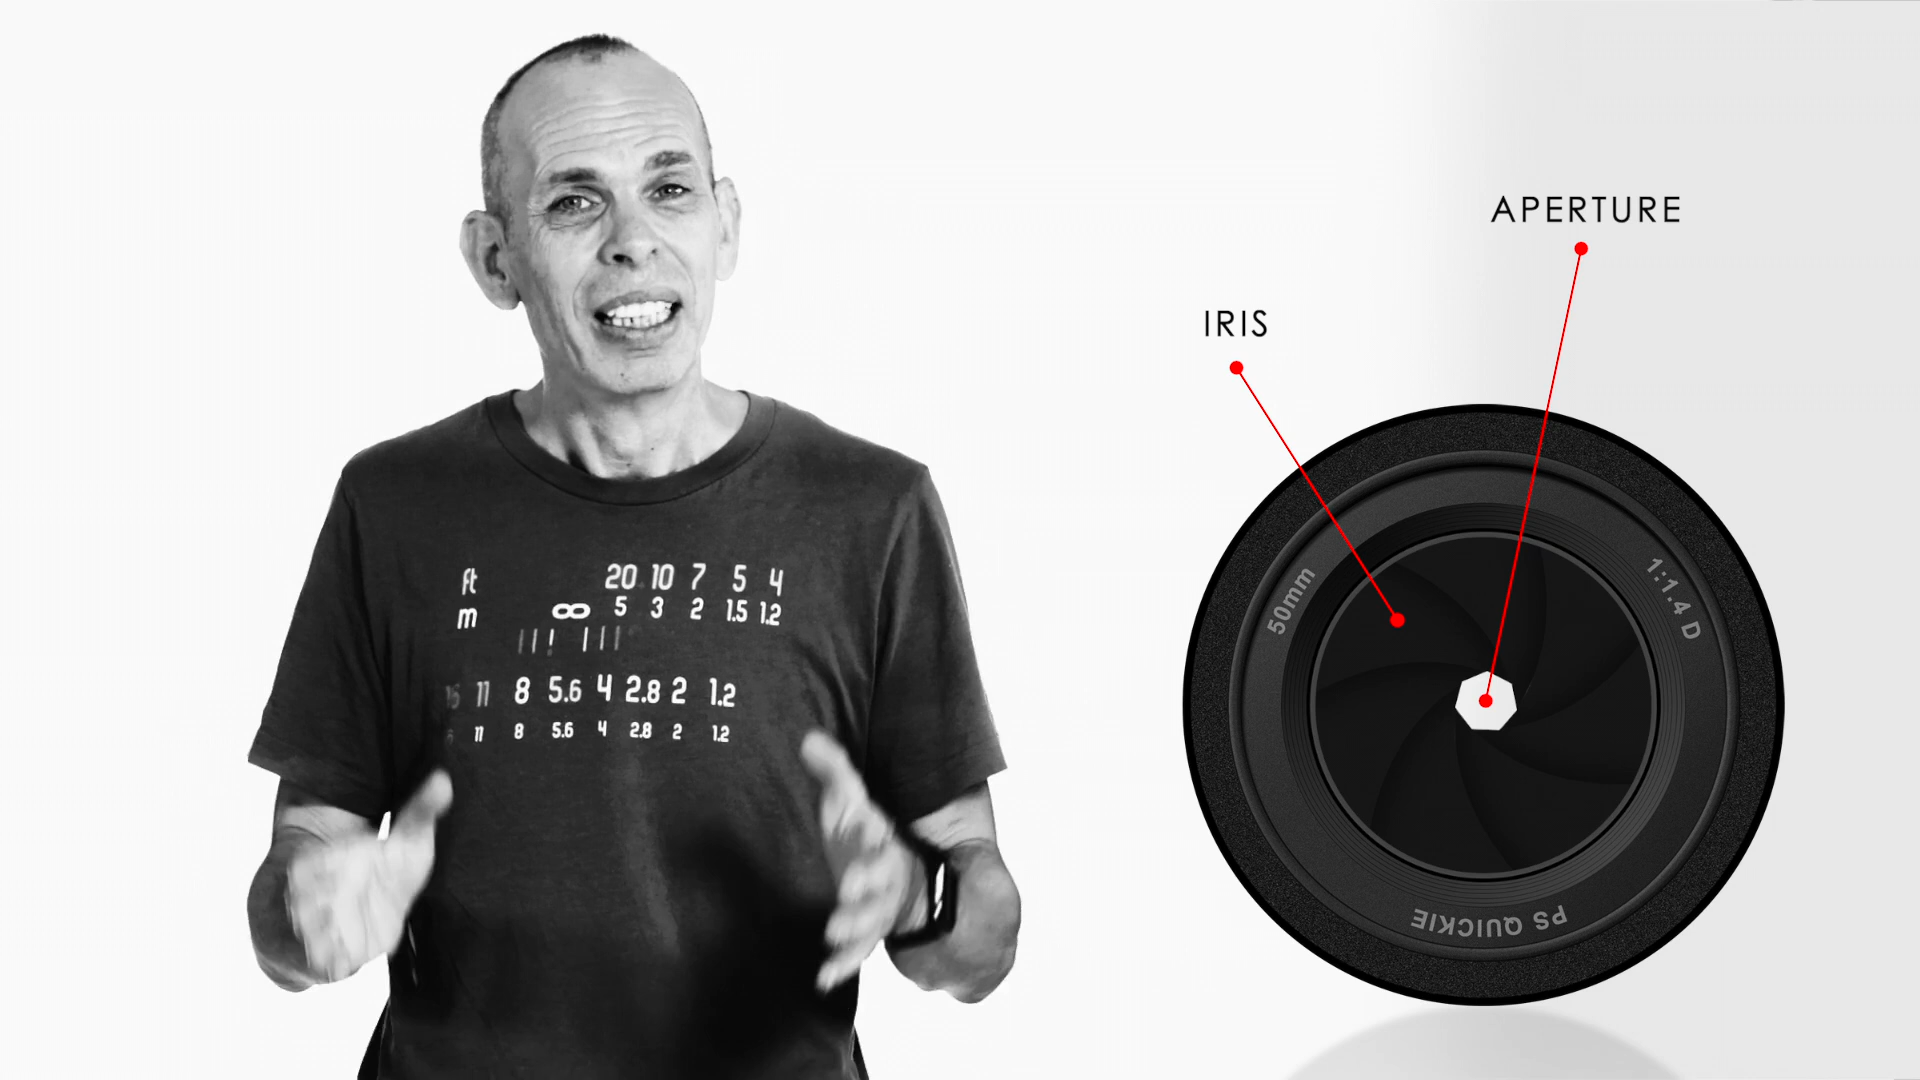 APERTURE
IRIS
ft 20 10 7 5 4
m ∞ 5 3 2 1.5 1.2
11 8 5.6 4 2.8 2 1.2
11 8 5.6 4 2.8 2 1.2
50mm
1:1.4 D
PS QUICKIE